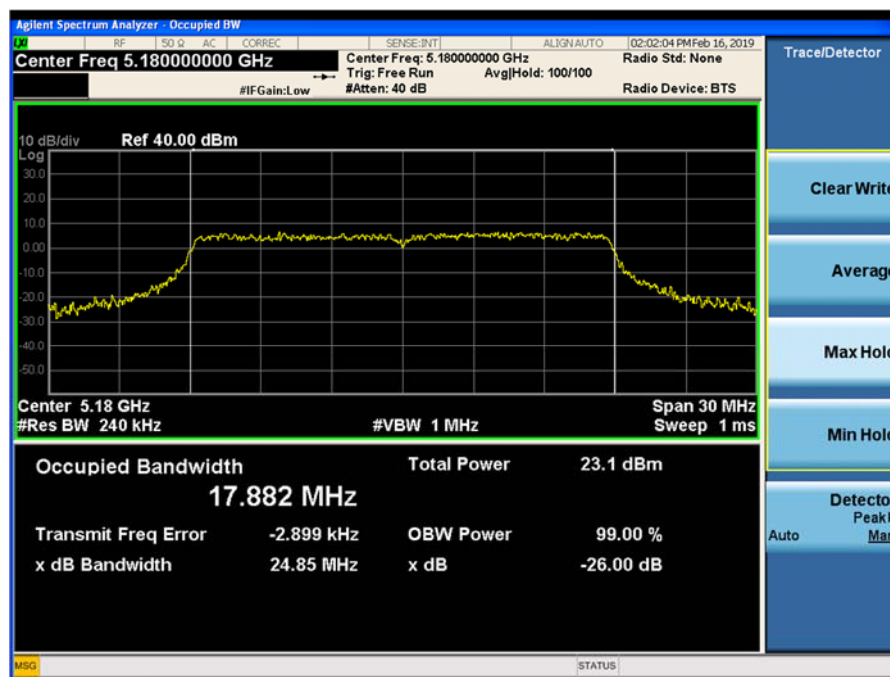 Agilent Spectrum Analyzer - Occupied BW
LXI RF 50 Ω AC CORREC SENSE:INT ALIGN AUTO 02:02:04 PM Feb 16, 2019
Center Freq 5.180000000 GHz
Center Freq: 5.180000000 GHz
Radio Std: None
Trig: Free Run Avg|Hold: 100/100
#IFGain:Low #Atten: 40 dB Radio Device: BTS
Trace/Detector
10 dB/div Ref 40.00 dBm
Log
30.0
20.0
10.0
0.00
-10.0
-20.0
-30.0
-40.0
-50.0
Center 5.18 GHz Span 30 MHz
#Res BW 240 kHz #VBW 1 MHz Sweep 1 ms
Occupied Bandwidth Total Power 23.1 dBm
17.882 MHz
Transmit Freq Error -2.899 kHz OBW Power 99.00 %
x dB Bandwidth 24.85 MHz x dB -26.00 dB
Clear Write
Average
Max Hold
Min Hold
Detector
Peak
Auto Man
MSG STATUS